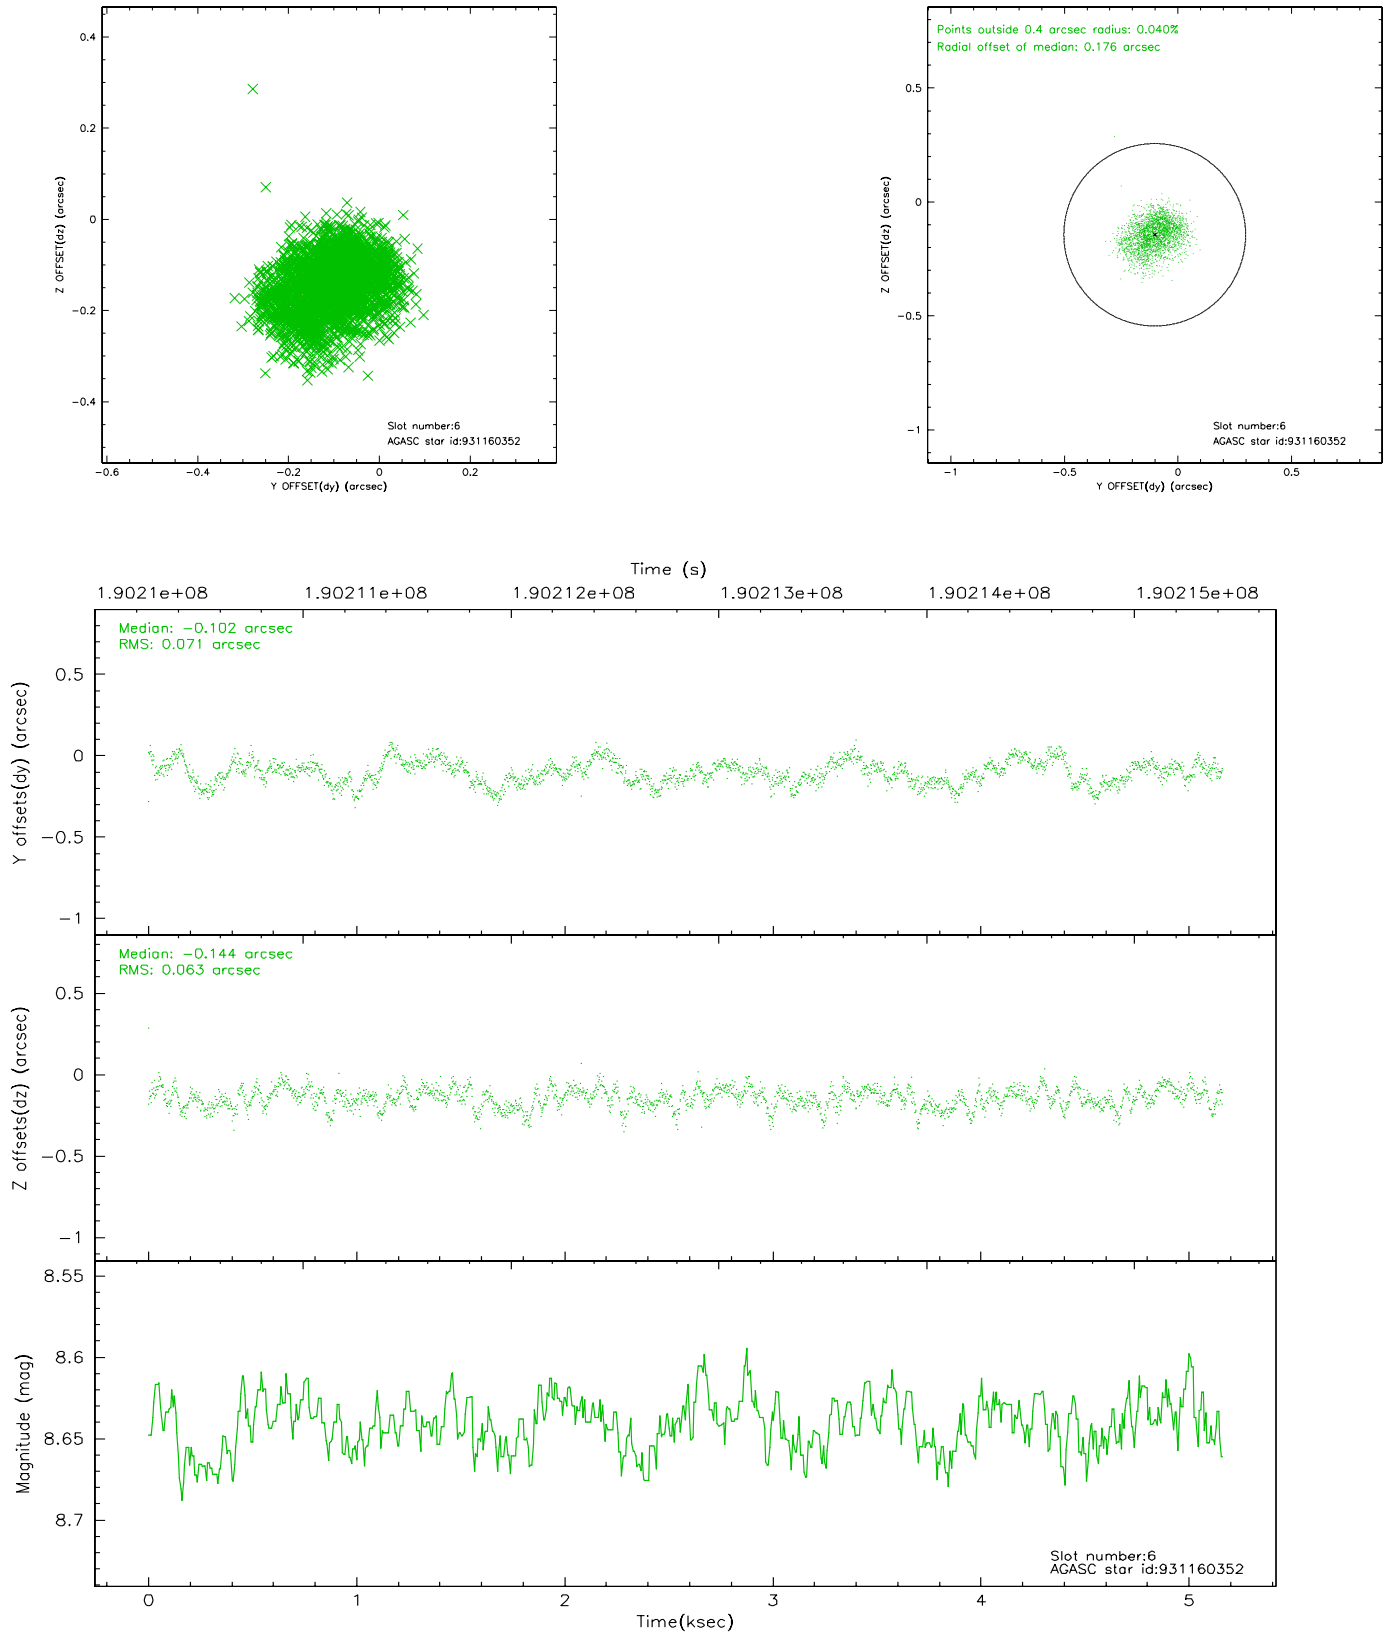 0.4
0.2
0
−0.2
−0.4
Z OFFSET(dz) (arcsec)
Slot number:6
AGASC star id:931160352
−0.6 −0.4 −0.2 0 0.2
Y OFFSET(dy) (arcsec)
Points outside 0.4 arcsec radius: 0.040%
Radial offset of median: 0.176 arcsec
0.5
0
−0.5
−1
Z OFFSET(dz) (arcsec)
Slot number:6
AGASC star id:931160352
−1 −0.5 0 0.5
Y OFFSET(dy) (arcsec)
Time (s)
1.9021e+08 1.90211e+08 1.90212e+08 1.90213e+08 1.90214e+08 1.90215e+08
Median: −0.102 arcsec
RMS: 0.071 arcsec
0.5
0
−0.5
−1
Y offsets(dy) (arcsec)
Median: −0.144 arcsec
RMS: 0.063 arcsec
0.5
0
−0.5
−1
Z offsets(dz) (arcsec)
8.55
8.6
8.65
8.7
Magnitude (mag)
Slot number:6
AGASC star id:931160352
0 1 2 3 4 5
Time(ksec)